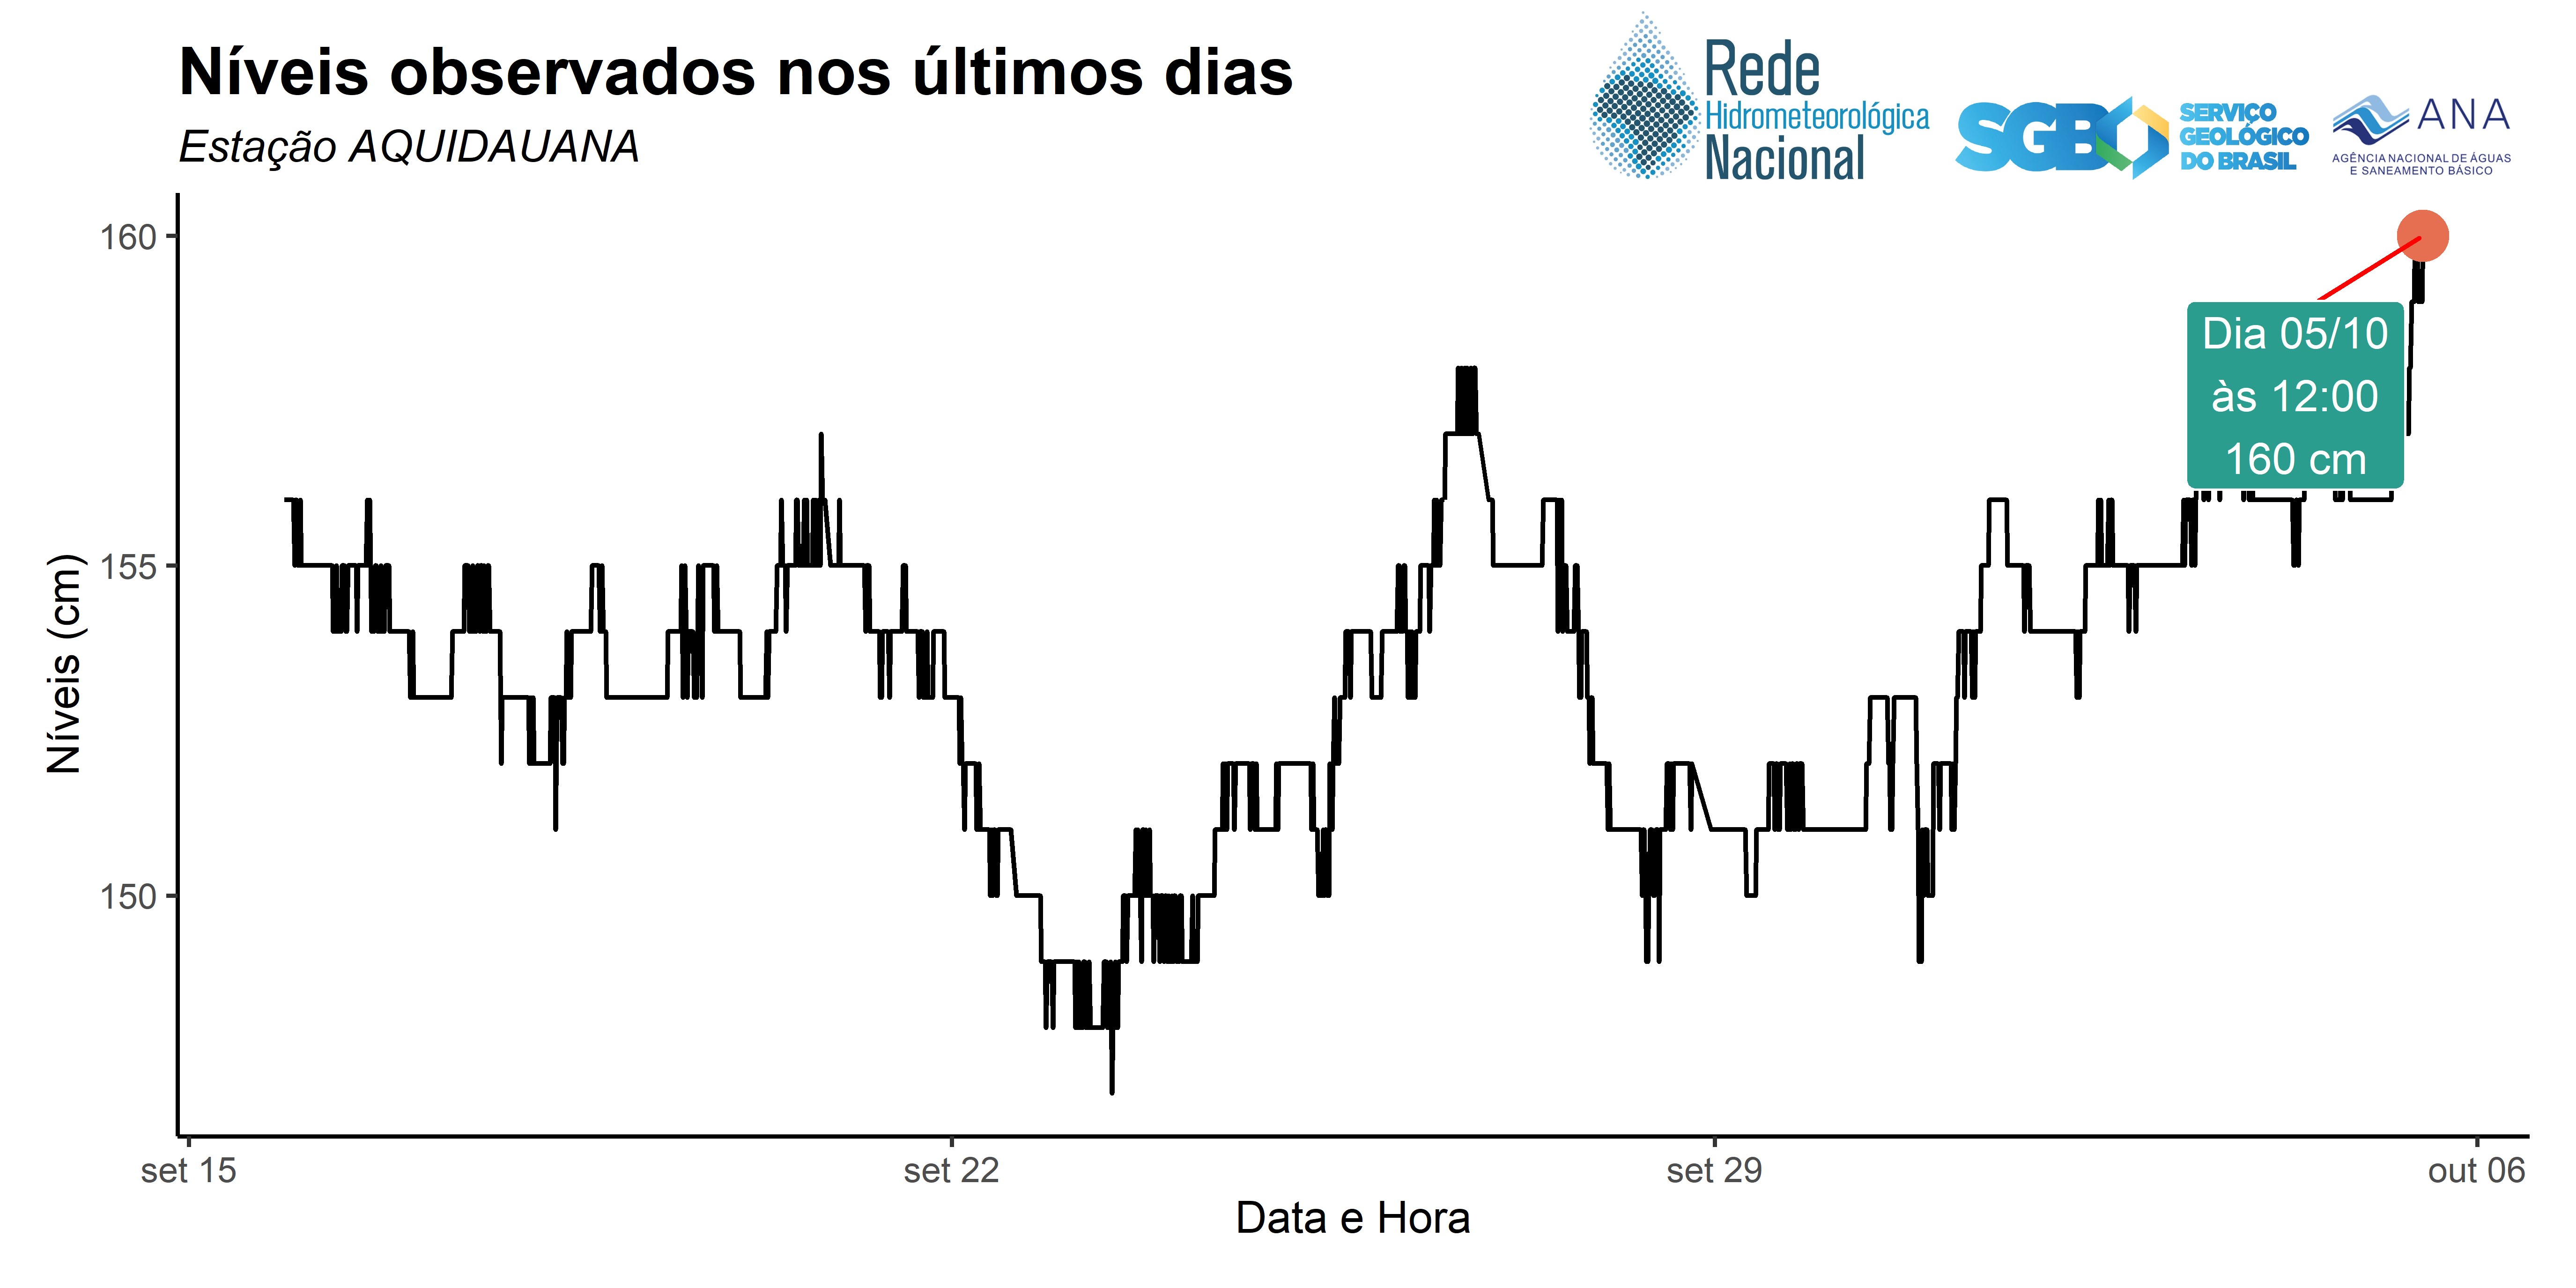 Níveis observados nos últimos dias
Estação AQUIDAUANA
Rede
Hidrometeorológica
Nacional
SGB
SERVIÇO
GEOLÓGICO
DO BRASIL
ANA
AGÊNCIA NACIONAL DE ÁGUAS
E SANEAMENTO BÁSICO
160
155
150
Níveis (cm)
Dia 05/10
às 12:00
160 cm
set 15
set 22
set 29
out 06
Data e Hora